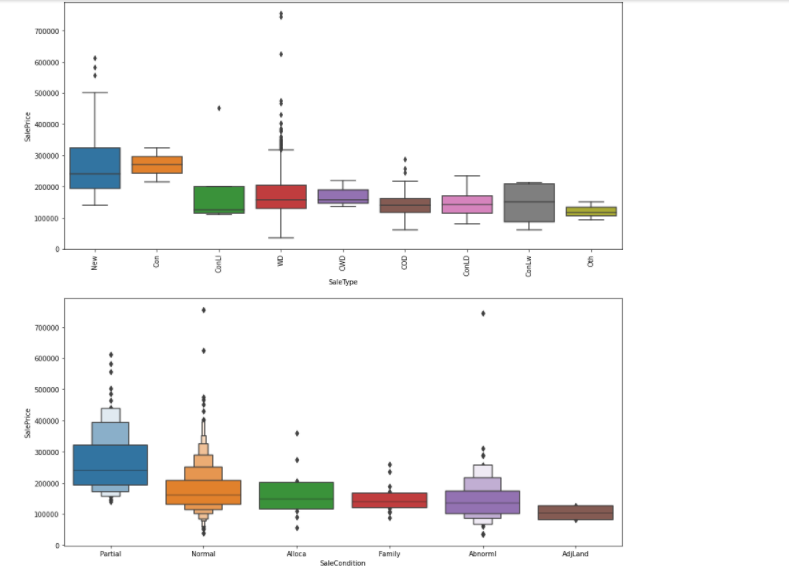 700000
600000
500000
400000
300000
200000
100000
0
SalePrice
New Con ConLI WD CWD COD ConLD ConLw Oth
SaleType
700000
600000
500000
400000
300000
200000
100000
0
SalePrice
Partial Normal Alloca Family Abnorml AdjLand
SaleCondition